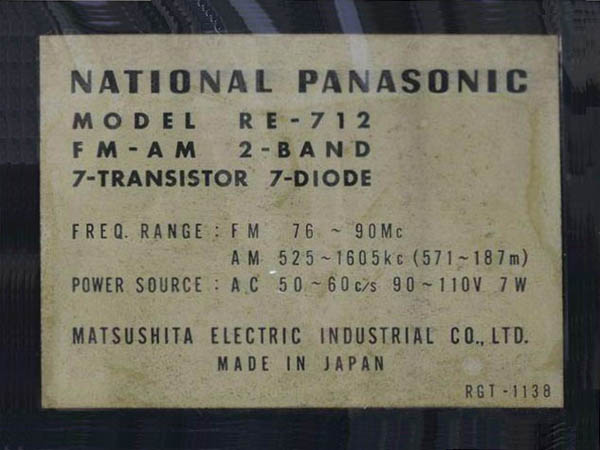 NATIONAL PANASONIC
MODEL RE-712
FM-AM 2-BAND
7-TRANSISTOR 7-DIODE
FREQ. RANGE : FM 76 ~ 90Mc
AM 525~1605kc (571~187m)
POWER SOURCE : AC 50~60c/s 90~110V 7W
MATSUSHITA ELECTRIC INDUSTRIAL CO., LTD.
MADE IN JAPAN
RGT-1138